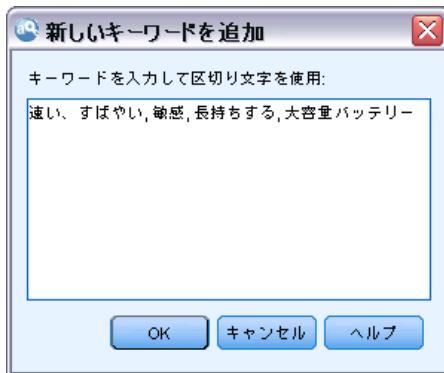 新しいキーワードを追加
キーワードを入力して区切り文字を使用:
速い、すばやい,敏感,長持ちする,大容量バッテリー
OK
キャンセル
ヘルプ